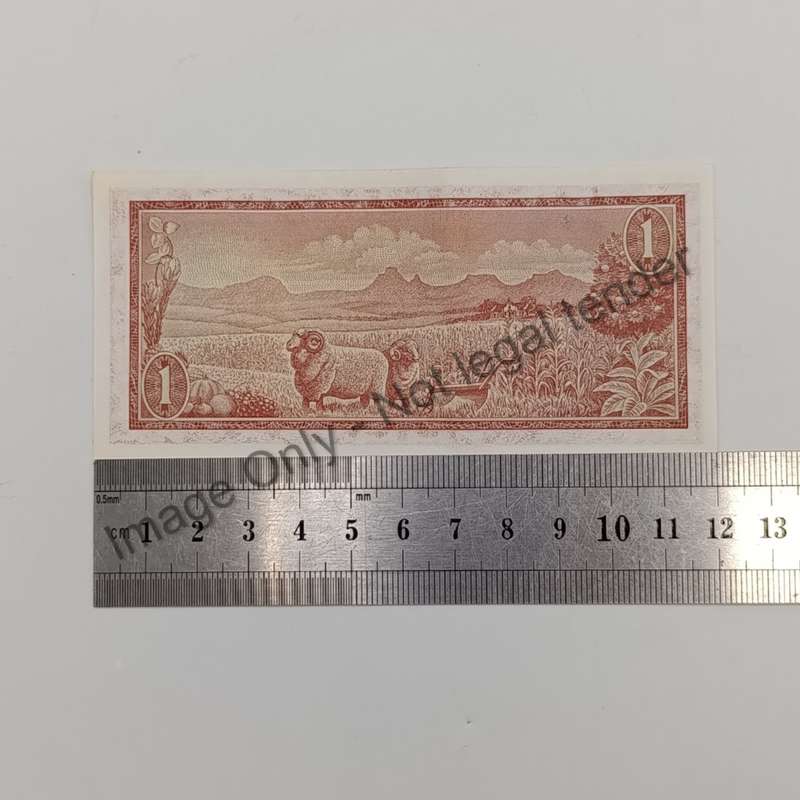 1
1
Image Only - Not legal tender
0.5mm
mm
cm 1 2 3 4 5 6 7 8 9 10 11 12 13